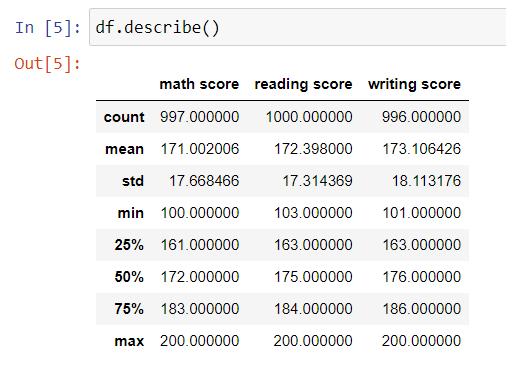 In [5]: df.describe()
Out[5]:
math score reading score writing score
count 997.000000 1000.000000 996.000000
mean 171.002006 172.398000 173.106426
std 17.668466 17.314369 18.113176
min 100.000000 103.000000 101.000000
25% 161.000000 163.000000 163.000000
50% 172.000000 175.000000 176.000000
75% 183.000000 184.000000 186.000000
max 200.000000 200.000000 200.000000